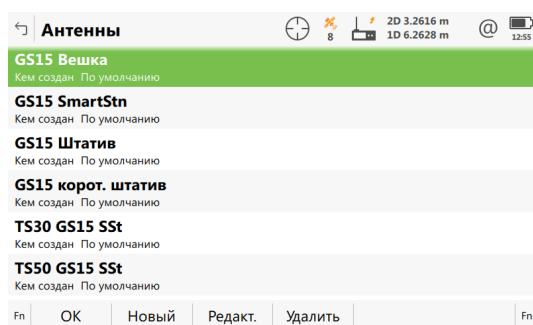 Антенны
8
2D 3.2616 m
1D 6.2628 m
@
12:55
GS15 Вешка
Кем создан По умолчанию
GS15 SmartStn
Кем создан По умолчанию
GS15 Штатив
Кем создан По умолчанию
GS15 корот. штатив
Кем создан По умолчанию
TS30 GS15 SSt
Кем создан По умолчанию
TS50 GS15 SSt
Кем создан По умолчанию
Fn OK Новый Редакт. Удалить Fn